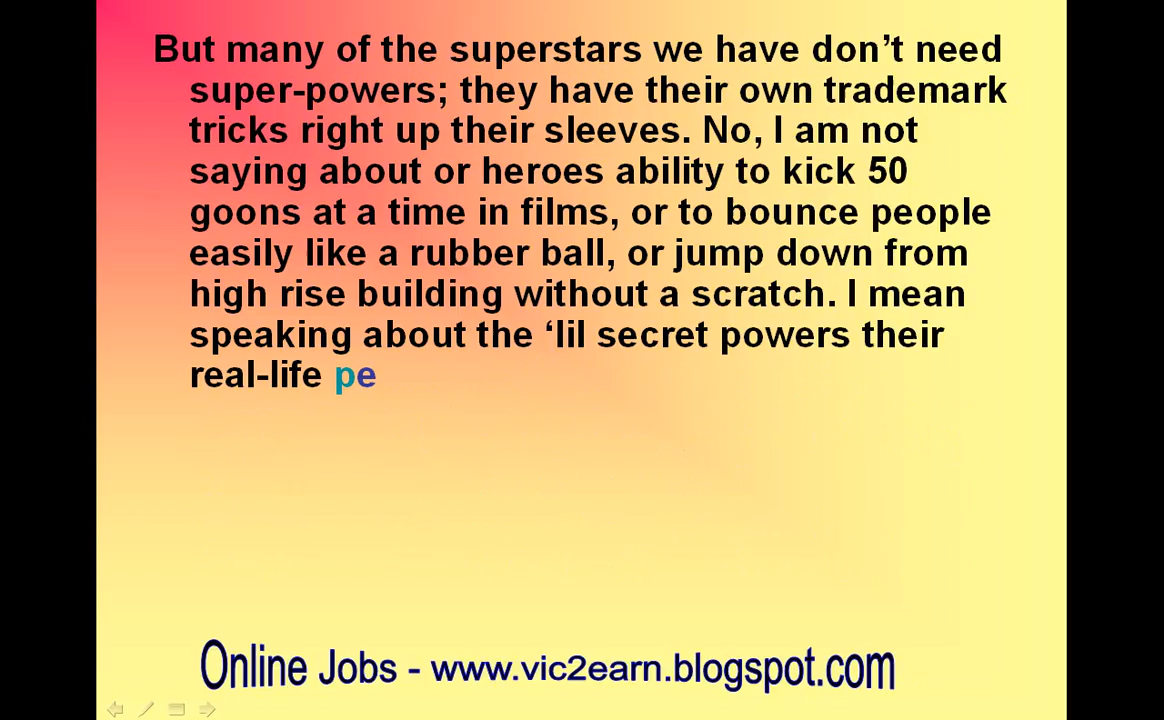 But many of the superstars we have don’t need
super-powers; they have their own trademark
tricks right up their sleeves. No, I am not
saying about or heroes ability to kick 50
goons at a time in films, or to bounce people
easily like a rubber ball, or jump down from
high rise building without a scratch. I mean
speaking about the ‘lil secret powers their
real-life pe
Online Jobs - www.vic2earn.blogspot.com